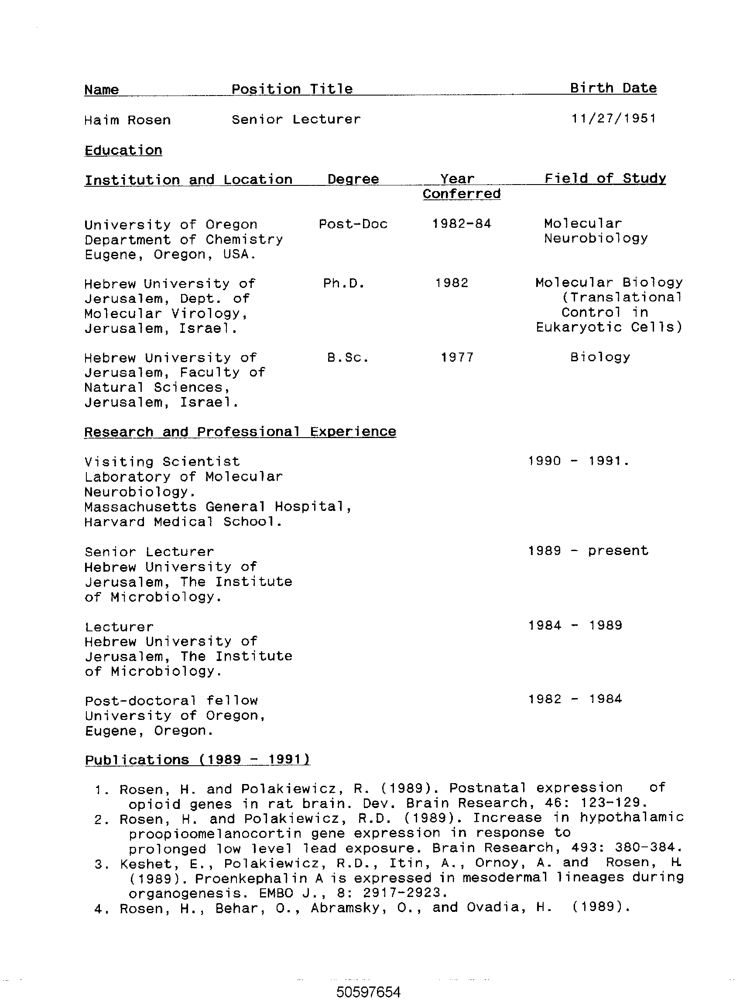 Name Position Title Birth Date
Haim Rosen Senior Lecturer 11/27/1951
Education
Institution and Location Degree Year Field of Study
Conferred
University of Oregon Post-Doc 1982-84 Molecular
Department of Chemistry Neurobiology
Eugene, Oregon, USA.
Hebrew University of Ph.D. 1982 Molecular Biology
Jerusalem, Dept. of (Translational
Molecular Virology, Control in
Jerusalem, Israel. Eukaryotic Cells)
Hebrew University of B.Sc. 1977 Biology
Jerusalem, Faculty of
Natural Sciences,
Jerusalem, Israel.
Research and Professional Experience
Visiting Scientist 1990 - 1991.
Laboratory of Molecular
Neurobiology.
Massachusetts General Hospital,
Harvard Medical School.
Senior Lecturer 1989 - present
Hebrew University of
Jerusalem, The Institute
of Microbiology.
Lecturer 1984 - 1989
Hebrew University of
Jerusalem, The Institute
of Microbiology.
Post-doctoral fellow 1982 - 1984
University of Oregon,
Eugene, Oregon.
Publications (1989 - 1991)
1. Rosen, H. and Polakiewicz, R. (1989). Postnatal expression of
opioid genes in rat brain. Dev. Brain Research, 46: 123-129.
2. Rosen, H. and Polakiewicz, R.D. (1989). Increase in hypothalamic
proopioomelanocortin gene expression in response to
prolonged low level lead exposure. Brain Research, 493: 380-384.
3. Keshet, E., Polakiewicz, R.D., Itin, A., Ornoy, A. and Rosen, H.
(1989). Proenkephalin A is expressed in mesodermal lineages during
organogenesis. EMBO J., 8: 2917-2923.
4. Rosen, H., Behar, O., Abramsky, O., and Ovadia, H. (1989).
50597654